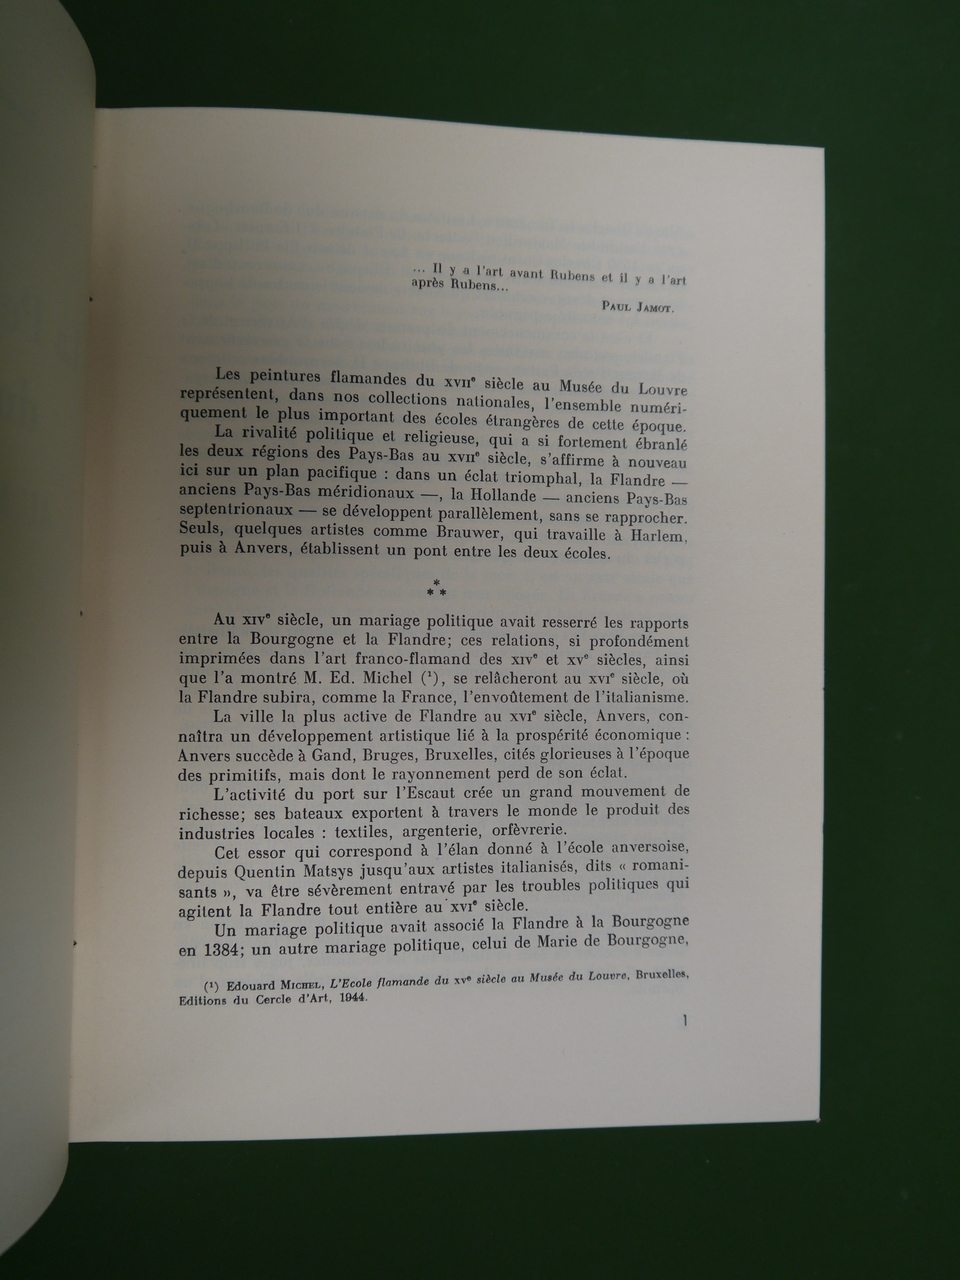 ... Il y a l'art avant Rubens et il y a l'art
après Rubens...
PAUL JAMOT.
Les peintures flamandes du XVIIe siècle au Musée du Louvre
représentent, dans nos collections nationales, l'ensemble numéri-
quement le plus important des écoles étrangères de cette époque.
La rivalité politique et religieuse, qui a si fortement ébranlé
les deux régions des Pays-Bas au XVIIe siècle, s'affirme à nouveau
ici sur un plan pacifique : dans un éclat triomphal, la Flandre —
anciens Pays-Bas méridionaux —, la Hollande — anciens Pays-Bas
septentrionaux — se développent parallèlement, sans se rapprocher.
Seuls, quelques artistes comme Brauwer, qui travaille à Harlem,
puis à Anvers, établissent un pont entre les deux écoles.
*
* *
Au XIVe siècle, un mariage politique avait resserré les rapports
entre la Bourgogne et la Flandre; ces relations, si profondément
imprimées dans l'art franco-flamand des XIVe et XVe siècles, ainsi
que l'a montré M. Ed. Michel (1), se relâcheront au XVIe siècle, où
la Flandre subira, comme la France, l'envoûtement de l'italianisme.
La ville la plus active de Flandre au XVIe siècle, Anvers, con-
naîtra un développement artistique lié à la prospérité économique :
Anvers succède à Gand, Bruges, Bruxelles, cités glorieuses à l'époque
des primitifs, mais dont le rayonnement perd de son éclat.
L'activité du port sur l'Escaut crée un grand mouvement de
richesse; ses bateaux exportent à travers le monde le produit des
industries locales : textiles, argenterie, orfèvrerie.
Cet essor qui correspond à l'élan donné à l'école anversoise,
depuis Quentin Matsys jusqu'aux artistes italianisés, dits « romani-
sants », va être sévèrement entravé par les troubles politiques qui
agitent la Flandre tout entière au XVIe siècle.
Un mariage politique avait associé la Flandre à la Bourgogne
en 1384; un autre mariage politique, celui de Marie de Bourgogne,
(1) Edouard MICHEL, L'Ecole flamande du XVe siècle au Musée du Louvre, Bruxelles,
Editions du Cercle d'Art, 1944.
1